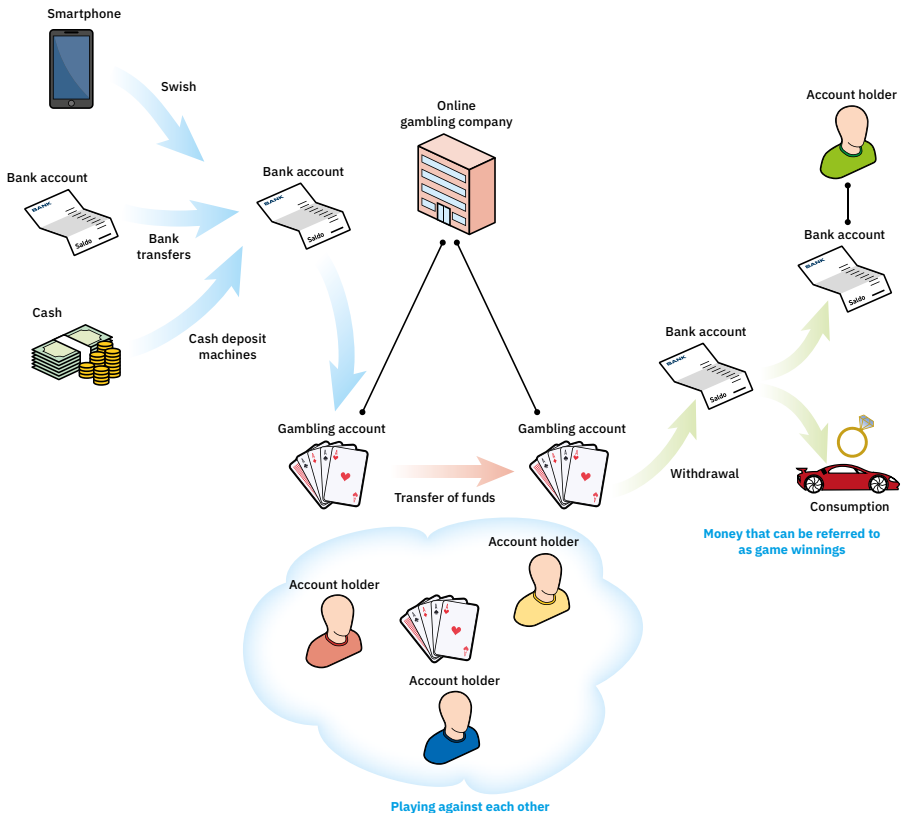 Smartphone
Swish
Bank account
BANK
Saldo
Bank
transfers
Cash
Cash deposit
machines
Bank account
BANK
Saldo
Online
gambling company
Gambling account
Transfer of funds
Gambling account
Withdrawal
Bank account
BANK
Saldo
Account holder
Bank account
BANK
Saldo
Consumption
Money that can be referred to
as game winnings
Account holder
Account holder
Account holder
Playing against each other